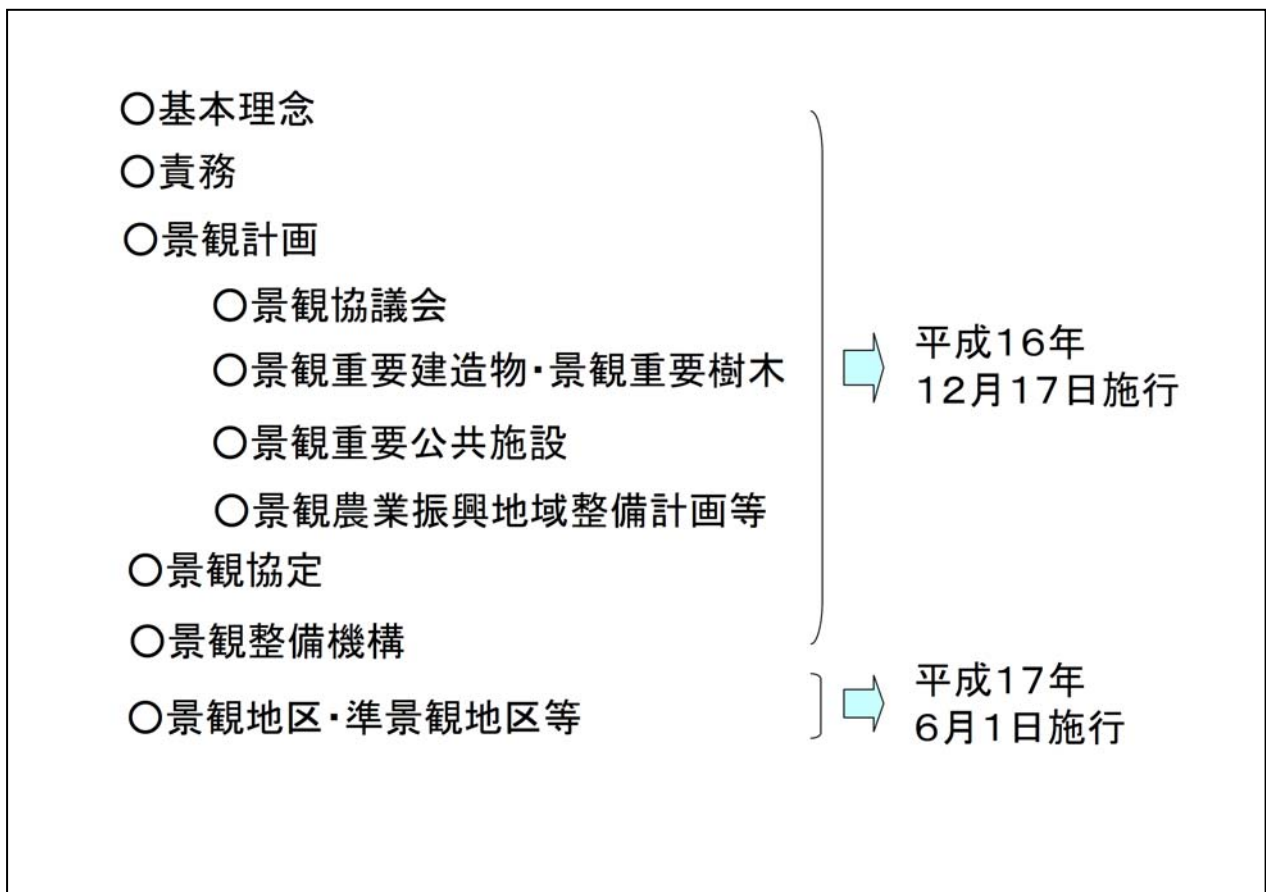 ○基本理念
○責務
○景観計画
○景観協議会
○景観重要建造物・景観重要樹木
○景観重要公共施設
○景観農業振興地域整備計画等
○景観協定
○景観整備機構
平成16年
12月17日施行
○景観地区・準景観地区等
平成17年
6月1日施行